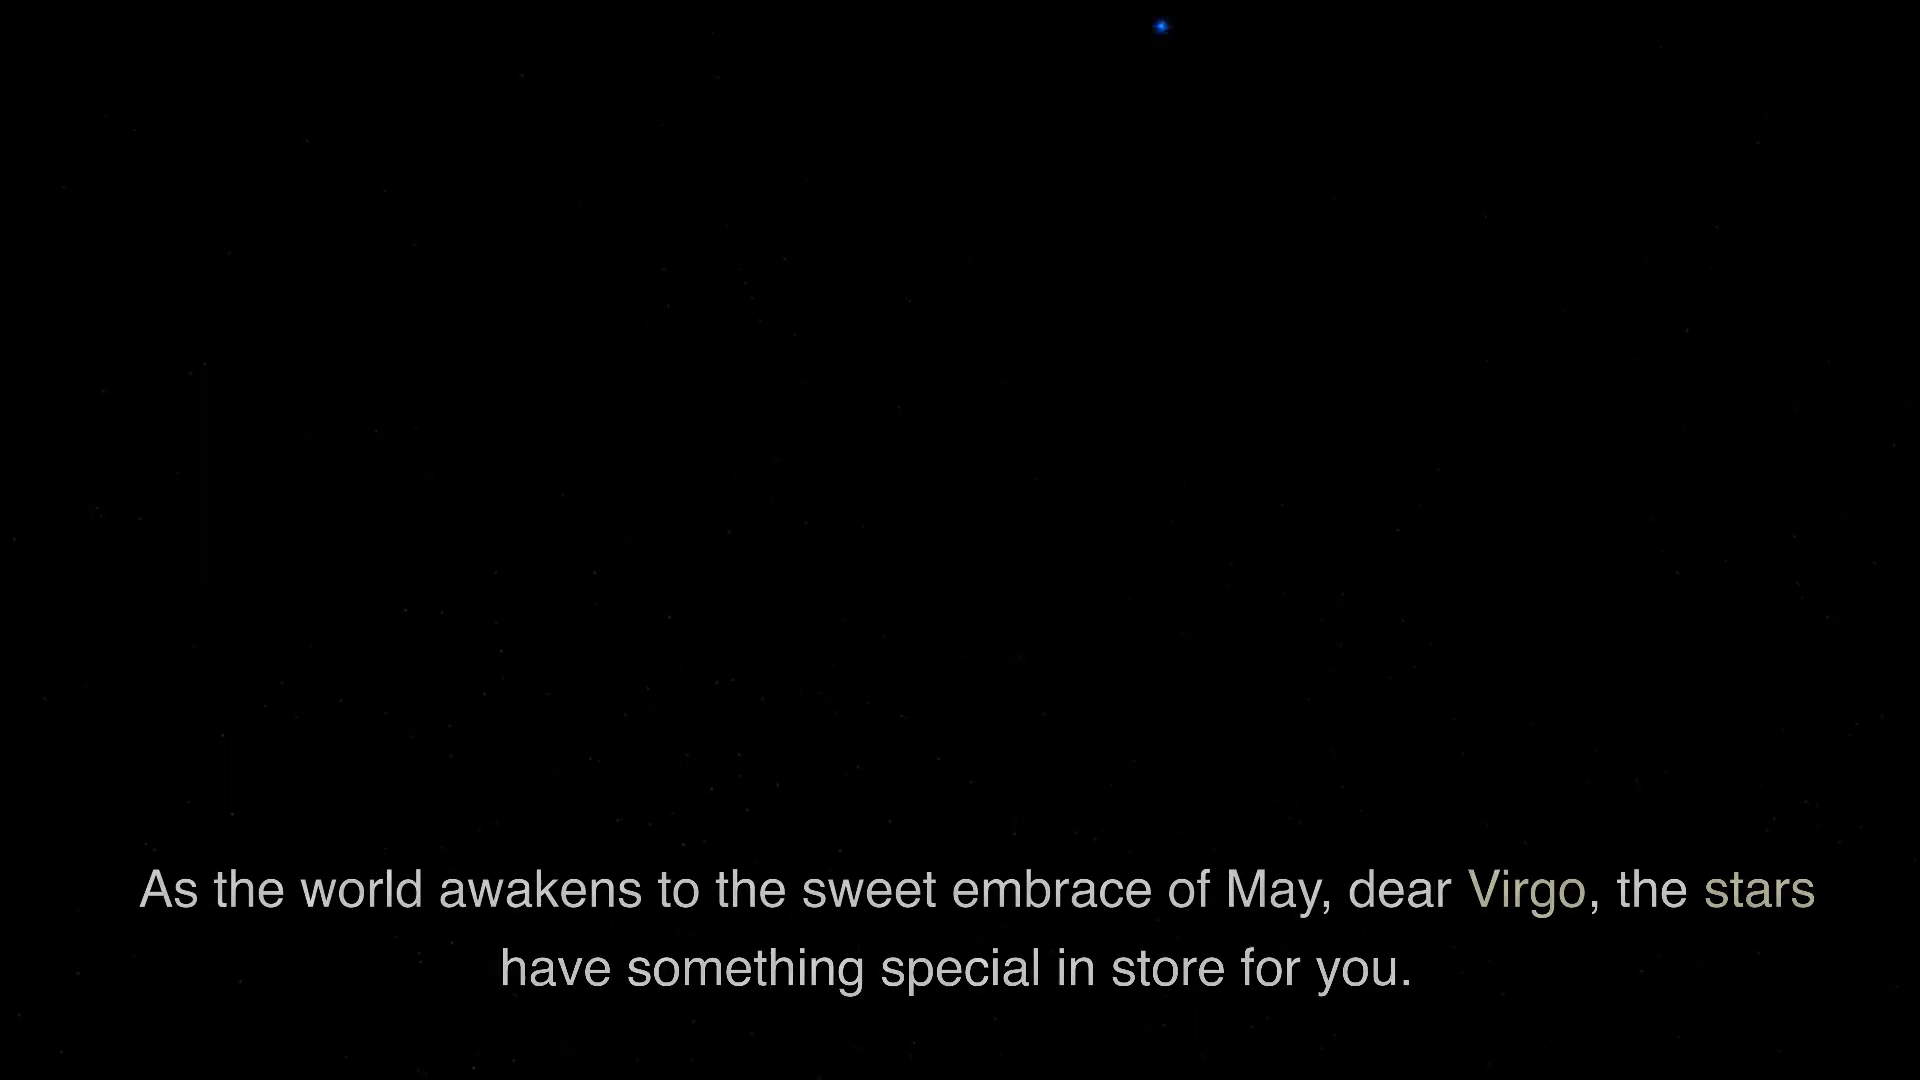 As the world awakens to the sweet embrace of May, dear Virgo, the stars
have something special in store for you.